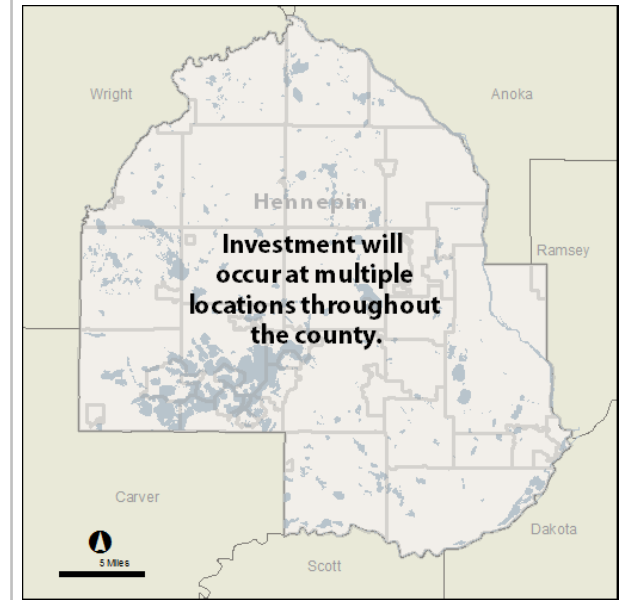 Wright
Anoka
Hennepin
Investment will
occur at multiple
locations throughout
the county.
Ramsey
Carver
Dakota
5 Miles
Scott